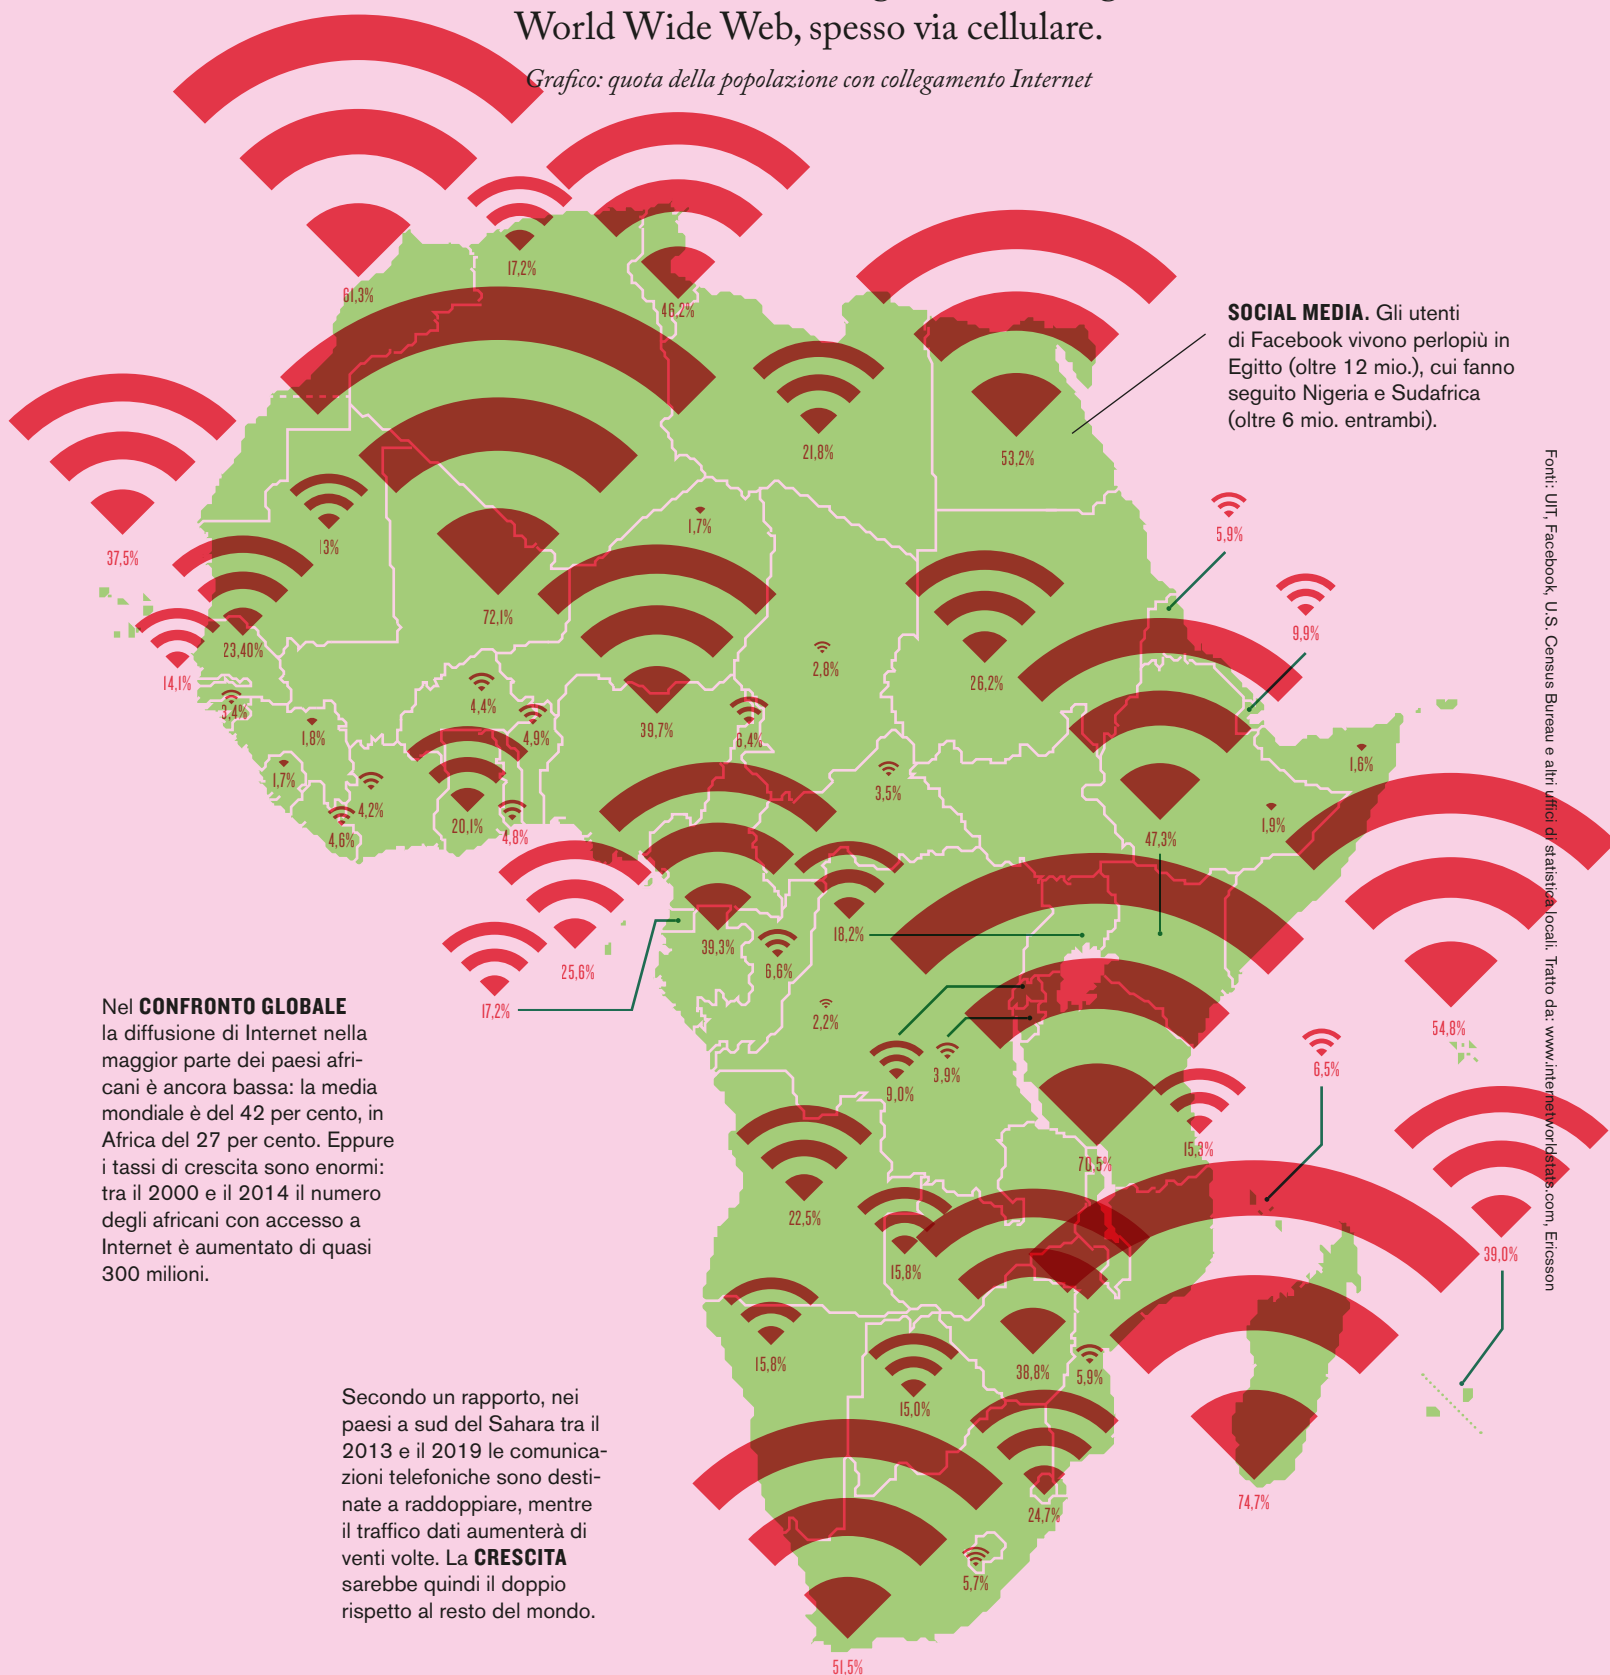 World Wide Web, spesso via cellulare.
Grafico: quota della popolazione con collegamento Internet
17,2%
61,3%
46,2%
SOCIAL MEDIA. Gli utenti
di Facebook vivono perlopiù in
Egitto (oltre 12 mio.), cui fanno
seguito Nigeria e Sudafrica
(oltre 6 mio. entrambi).
21,8%
53,2%
1,7%
5,9%
13%
37,5%
72,1%
9,9%
23,40%
2,8%
14,1%
26,2%
3,4%
4,4%
39,7%
1,8%
4,9%
6,4%
1,6%
1,7%
3,5%
4,2%
20,1%
1,9%
4,6%
4,8%
47,3%
18,2%
39,3%
25,6%
6,6%
17,2%
2,2%
54,8%
3,9%
6,5%
9,0%
Nel CONFRONTO GLOBALE
la diffusione di Internet nella
maggior parte dei paesi afri-
cani è ancora bassa: la media
mondiale è del 42 per cento, in
Africa del 27 per cento. Eppure
i tassi di crescita sono enormi:
tra il 2000 e il 2014 il numero
degli africani con accesso a
Internet è aumentato di quasi
300 milioni.
15,3%
70,5%
22,5%
39,0%
15,8%
15,8%
38,8%
5,9%
15,0%
Secondo un rapporto, nei
paesi a sud del Sahara tra il
2013 e il 2019 le comunica-
zioni telefoniche sono desti-
nate a raddoppiare, mentre
il traffico dati aumenterà di
venti volte. La CRESCITA
sarebbe quindi il doppio
rispetto al resto del mondo.
74,7%
24,7%
5,7%
51,5%
Fonti: UIT, Facebook, U.S. Census Bureau e altri uffici di statistica locali. Tratto da: www.internetworldstats.com, Ericsson